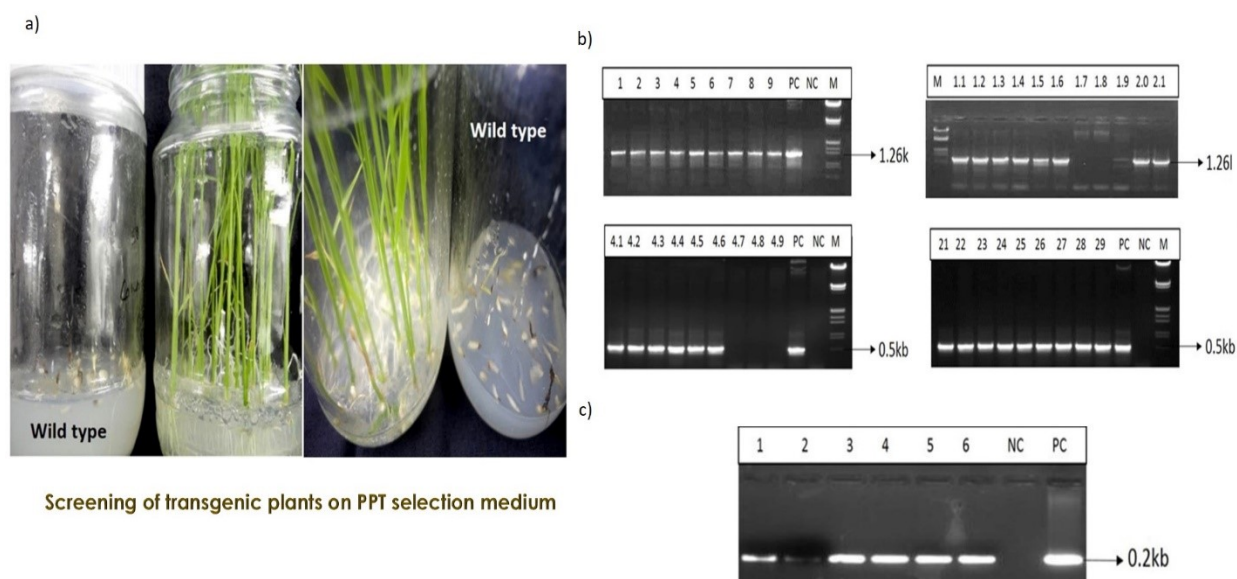 a)
Wild type
Wild type
Screening of transgenic plants on PPT selection medium
b)
1 2 3 4 5 6 7 8 9 PC NC M
1.26k
M 1.1 1.2 1.3 1.4 1.5 1.6 1.7 1.8 1.9 2.0 2.1
1.26l
4.1 4.2 4.3 4.4 4.5 4.6 4.7 4.8 4.9 PC NC M
0.5kb
21 22 23 24 25 26 27 28 29 PC NC M
0.5kb
c)
1 2 3 4 5 6 NC PC
0.2kb